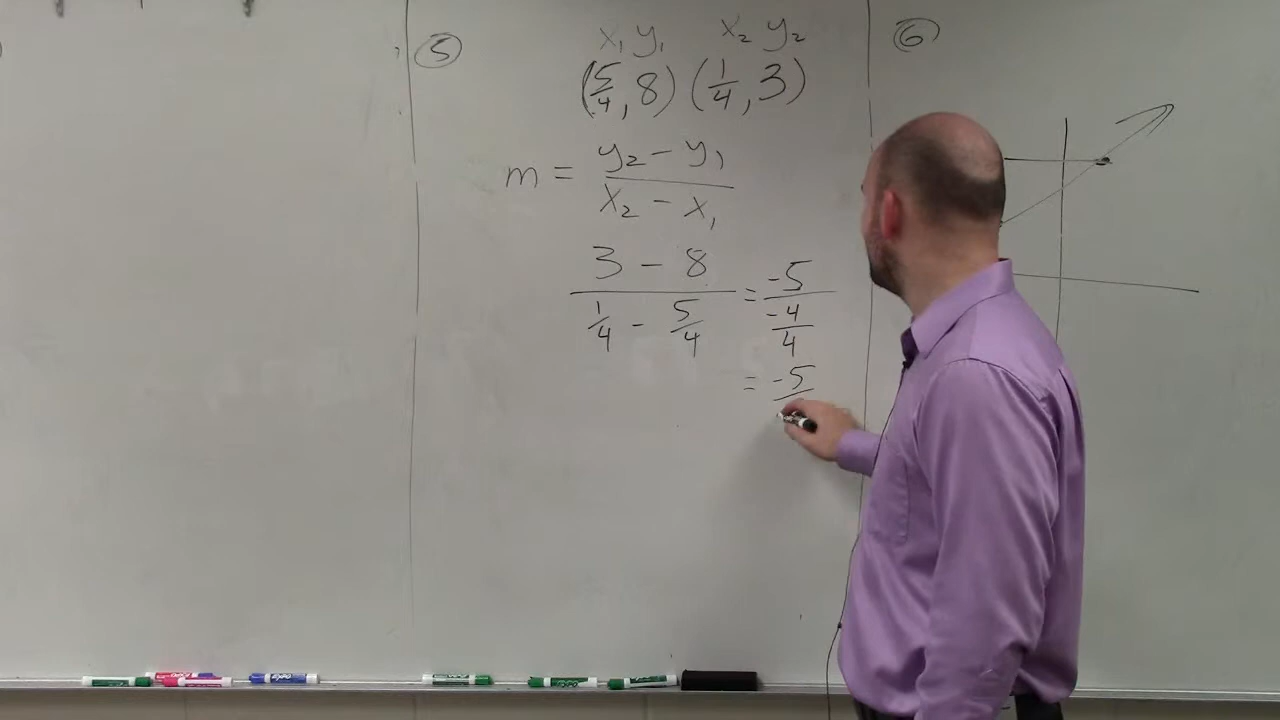 ⑤ x₁ y₁ x₂ y₂ ⑥
(5/4, 8) (1/4, 3)
m = (y₂ - y₁)/(x₂ - x₁)
(3 - 8)/(1/4 - 5/4) = -5/(-4/4)
= -5/